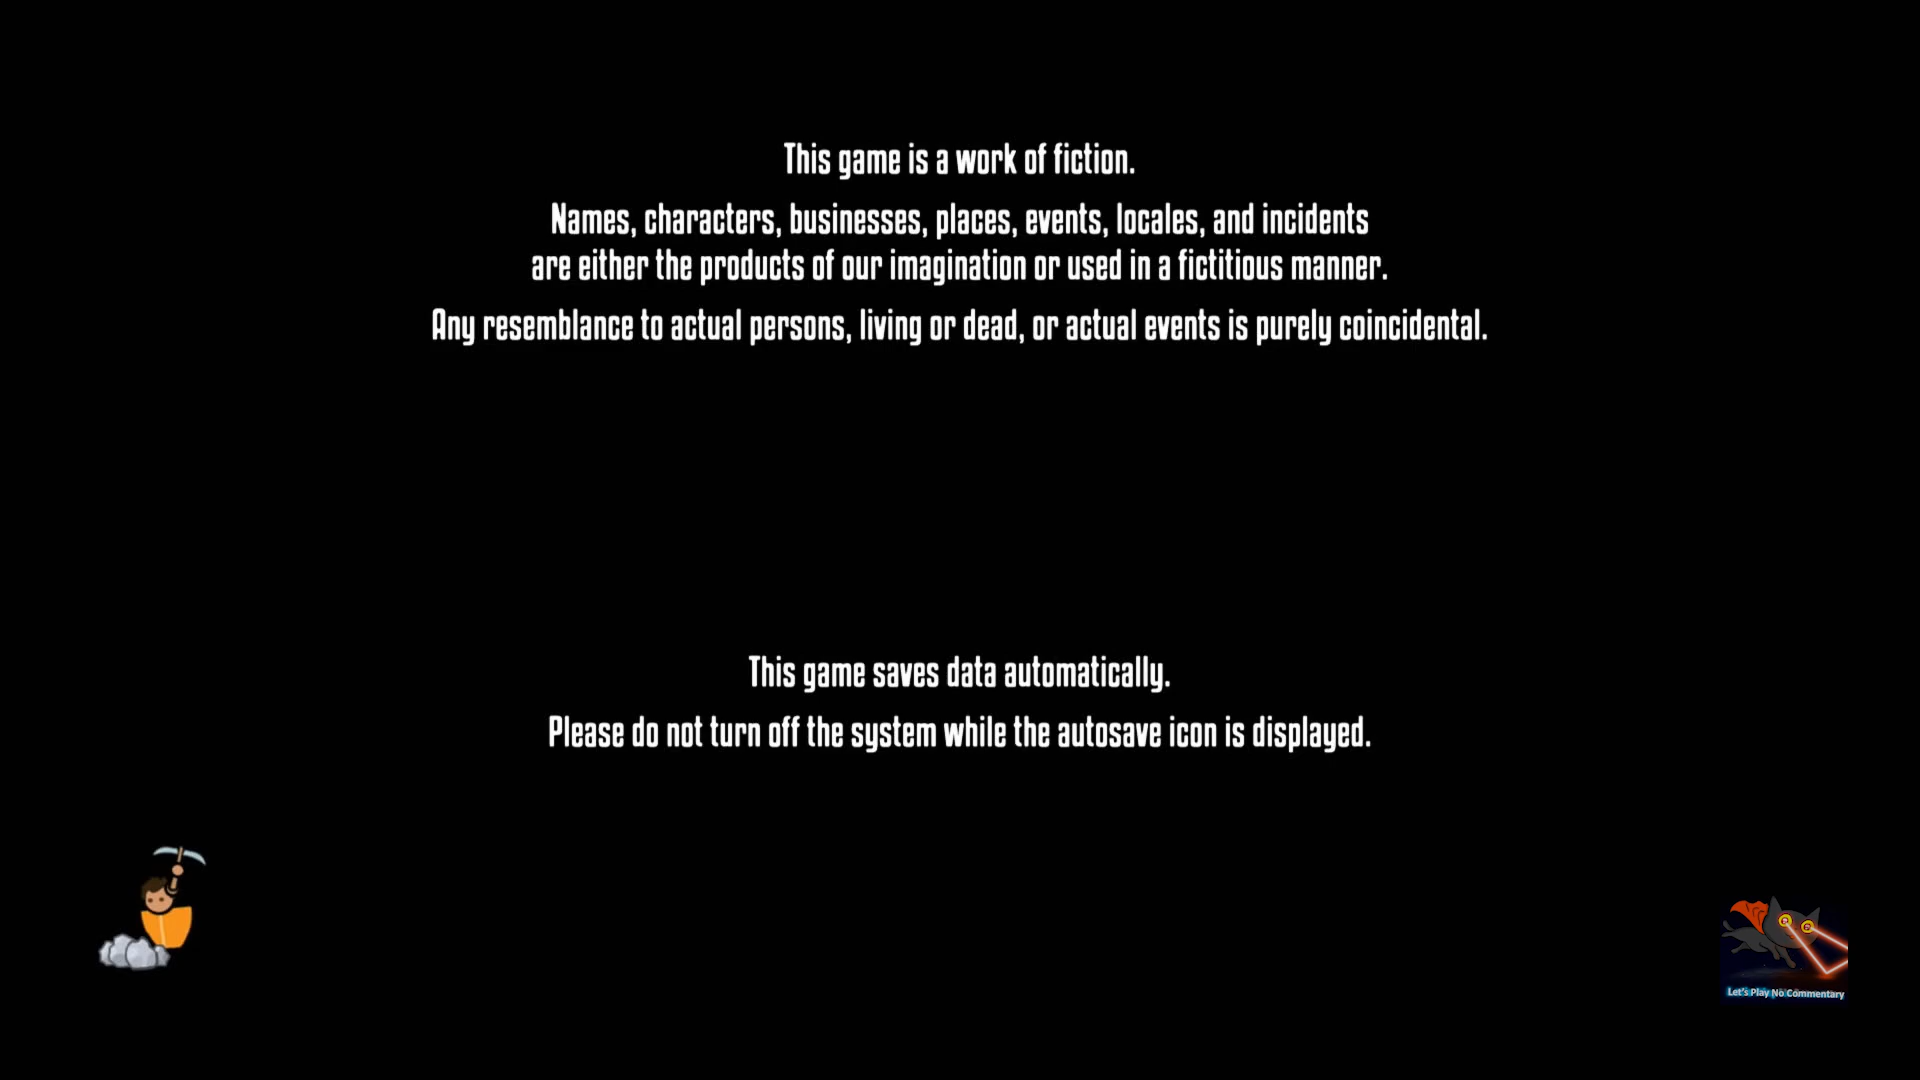 This game is a work of fiction.
Names, characters, businesses, places, events, locales, and incidents
are either the products of our imagination or used in a fictitious manner.
Any resemblance to actual persons, living or dead, or actual events is purely coincidental.
This game saves data automatically.
Please do not turn off the system while the autosave icon is displayed.
Let's Play No Commentary